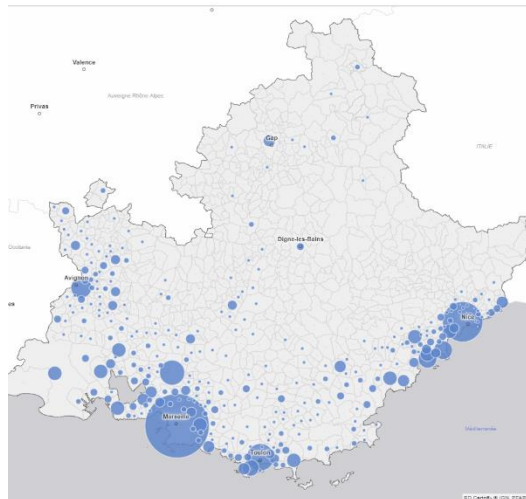 Valence
Privas
Auvergne-Rhône-Alpes
Gap
ITALIE
Digne-les-Bains
Occitanie
Avignon
Nice
Marseille
Toulon
Méditerranée